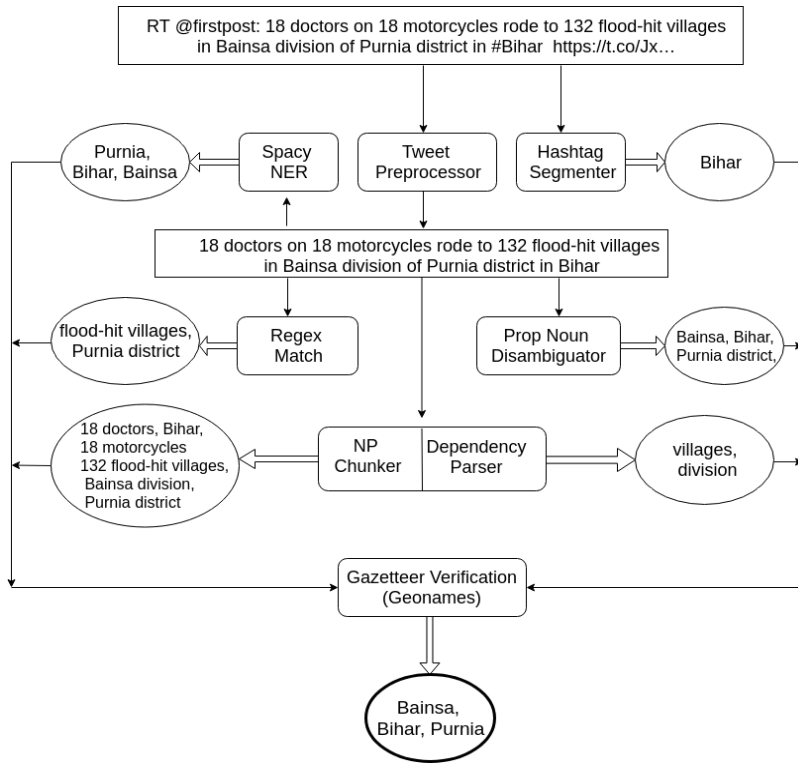 RT @firstpost: 18 doctors on 18 motorcycles rode to 132 flood-hit villages
in Bainsa division of Purnia district in #Bihar https://t.co/Jx…
Purnia,
Bihar, Bainsa
Spacy
NER
Tweet
Preprocessor
Hashtag
Segmenter
Bihar
18 doctors on 18 motorcycles rode to 132 flood-hit villages
in Bainsa division of Purnia district in Bihar
flood-hit villages,
Purnia district
Regex
Match
Prop Noun
Disambiguator
Bainsa, Bihar,
Purnia district,
18 doctors, Bihar,
18 motorcycles
132 flood-hit villages,
Bainsa division,
Purnia district
NP
Chunker
Dependency
Parser
villages,
division
Gazetteer Verification
(Geonames)
Bainsa,
Bihar, Purnia